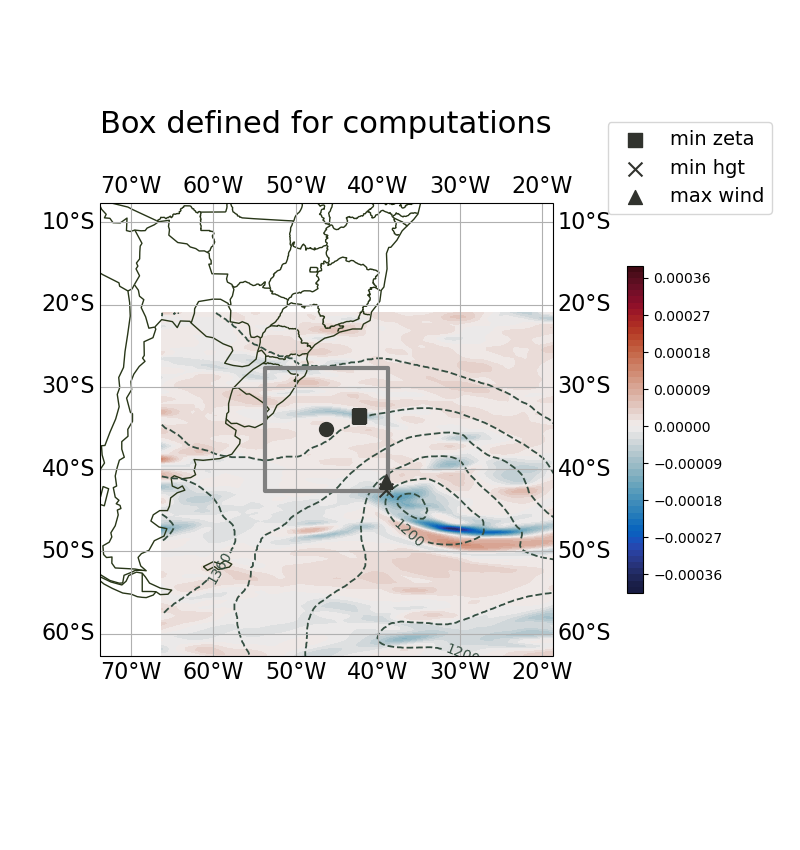 Box defined for computations
min zeta
min hgt
max wind
70°W 60°W 50°W 40°W 30°W 20°W
10°S 10°S
20°S 20°S
30°S 30°S
40°S 40°S
50°S 50°S
60°S 60°S
70°W 60°W 50°W 40°W 30°W 20°W
1200
1200
0.00036
0.00027
0.00018
0.00009
0.00000
−0.00009
−0.00018
−0.00027
−0.00036